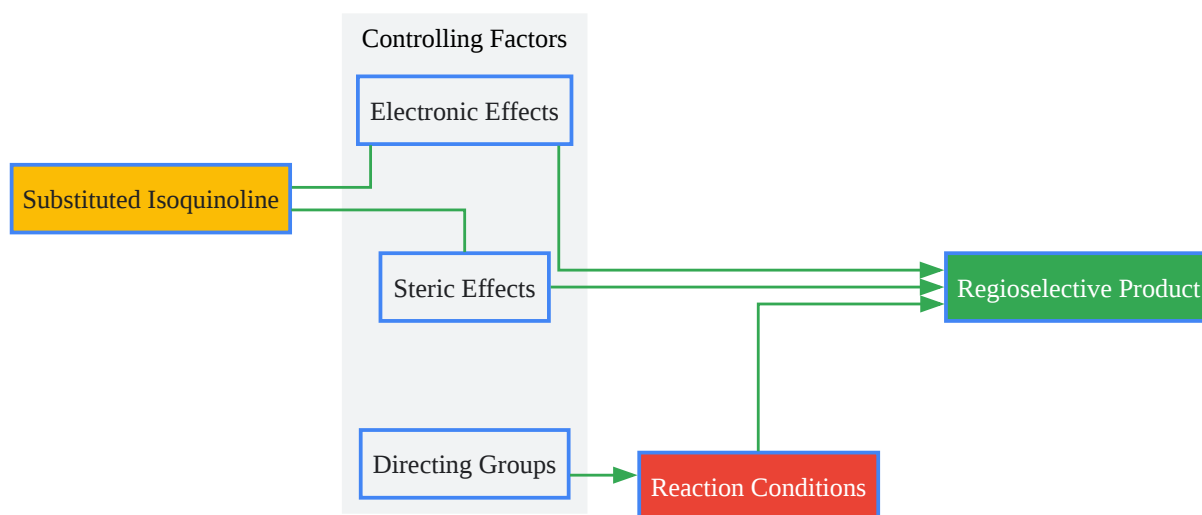 Controlling Factors
Electronic Effects
Substituted Isoquinoline
Steric Effects
Regioselective Product
Directing Groups
Reaction Conditions